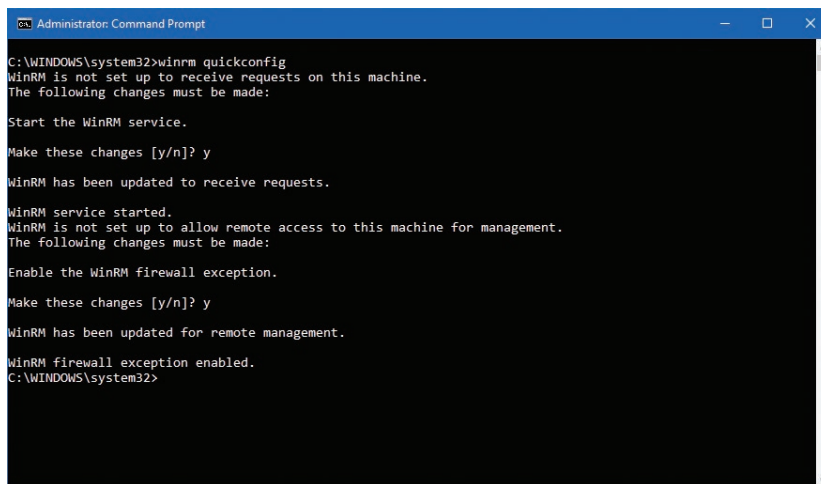 Administrator: Command Prompt
C:\WINDOWS\system32>winrm quickconfig
WinRM is not set up to receive requests on this machine.
The following changes must be made:
Start the WinRM service.
Make these changes [y/n]? y
WinRM has been updated to receive requests.
WinRM service started.
WinRM is not set up to allow remote access to this machine for management.
The following changes must be made:
Enable the WinRM firewall exception.
Make these changes [y/n]? y
WinRM has been updated for remote management.
WinRM firewall exception enabled.
C:\WINDOWS\system32>